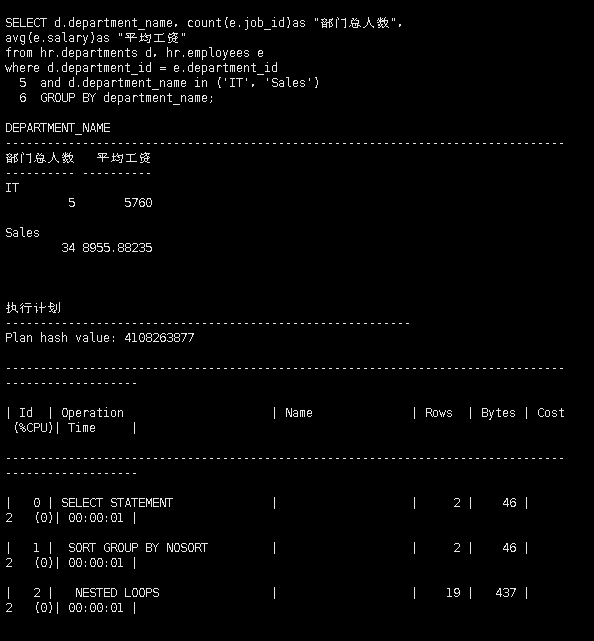 SELECT d.department_name, count(e.job_id)as "部门总人数",
avg(e.salary)as "平均工资"
from hr.departments d, hr.employees e
where d.department_id = e.department_id
  5  and d.department_name in ('IT', 'Sales')
  6  GROUP BY department_name;
DEPARTMENT_NAME
--------------------------------------------------------------------------------
部门总人数   平均工资
---------- ----------
IT
         5       5760
Sales
        34 8955.88235
执行计划
----------------------------------------------------------
Plan hash value: 4108263877
--------------------------------------------------------------------------------
-------------------
| Id  | Operation                     | Name              | Rows  | Bytes | Cost
 (%CPU)| Time     |
--------------------------------------------------------------------------------
-------------------
|   0 | SELECT STATEMENT              |                   |     2 |    46 |
2   (0)| 00:00:01 |
|   1 |  SORT GROUP BY NOSORT         |                   |     2 |    46 |
2   (0)| 00:00:01 |
|   2 |   NESTED LOOPS                |                   |    19 |   437 |
2   (0)| 00:00:01 |